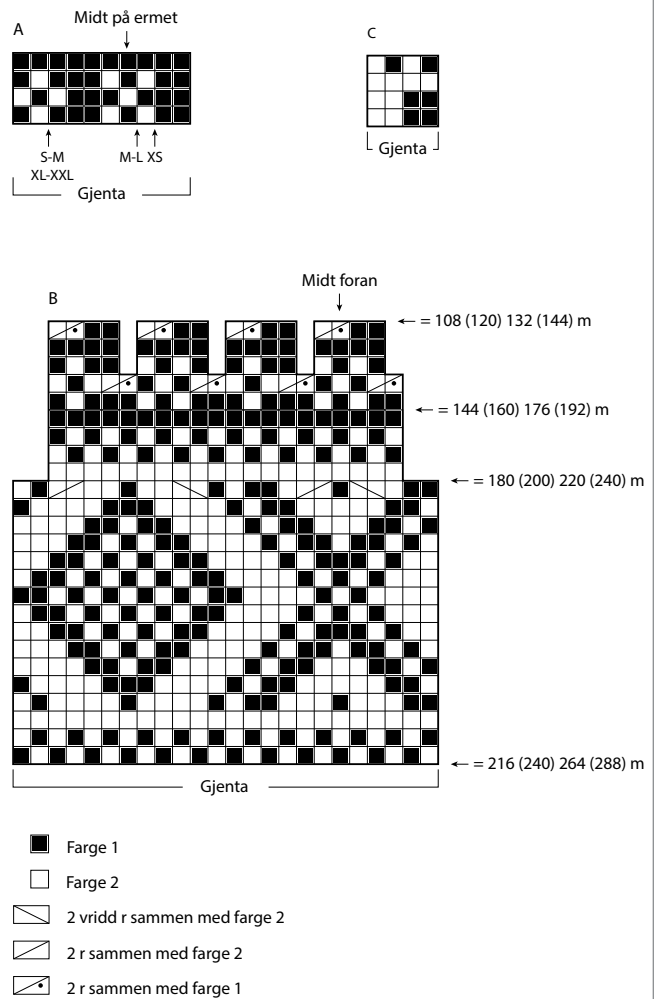 Midt på ermet
A
C
S-M
XL-XXL
M-L XS
Gjenta
Gjenta
Midt foran
B
= 108 (120) 132 (144) m
= 144 (160) 176 (192) m
= 180 (200) 220 (240) m
= 216 (240) 264 (288) m
Gjenta
Farge 1
Farge 2
2 vridd r sammen med farge 2
2 r sammen med farge 2
2 r sammen med farge 1